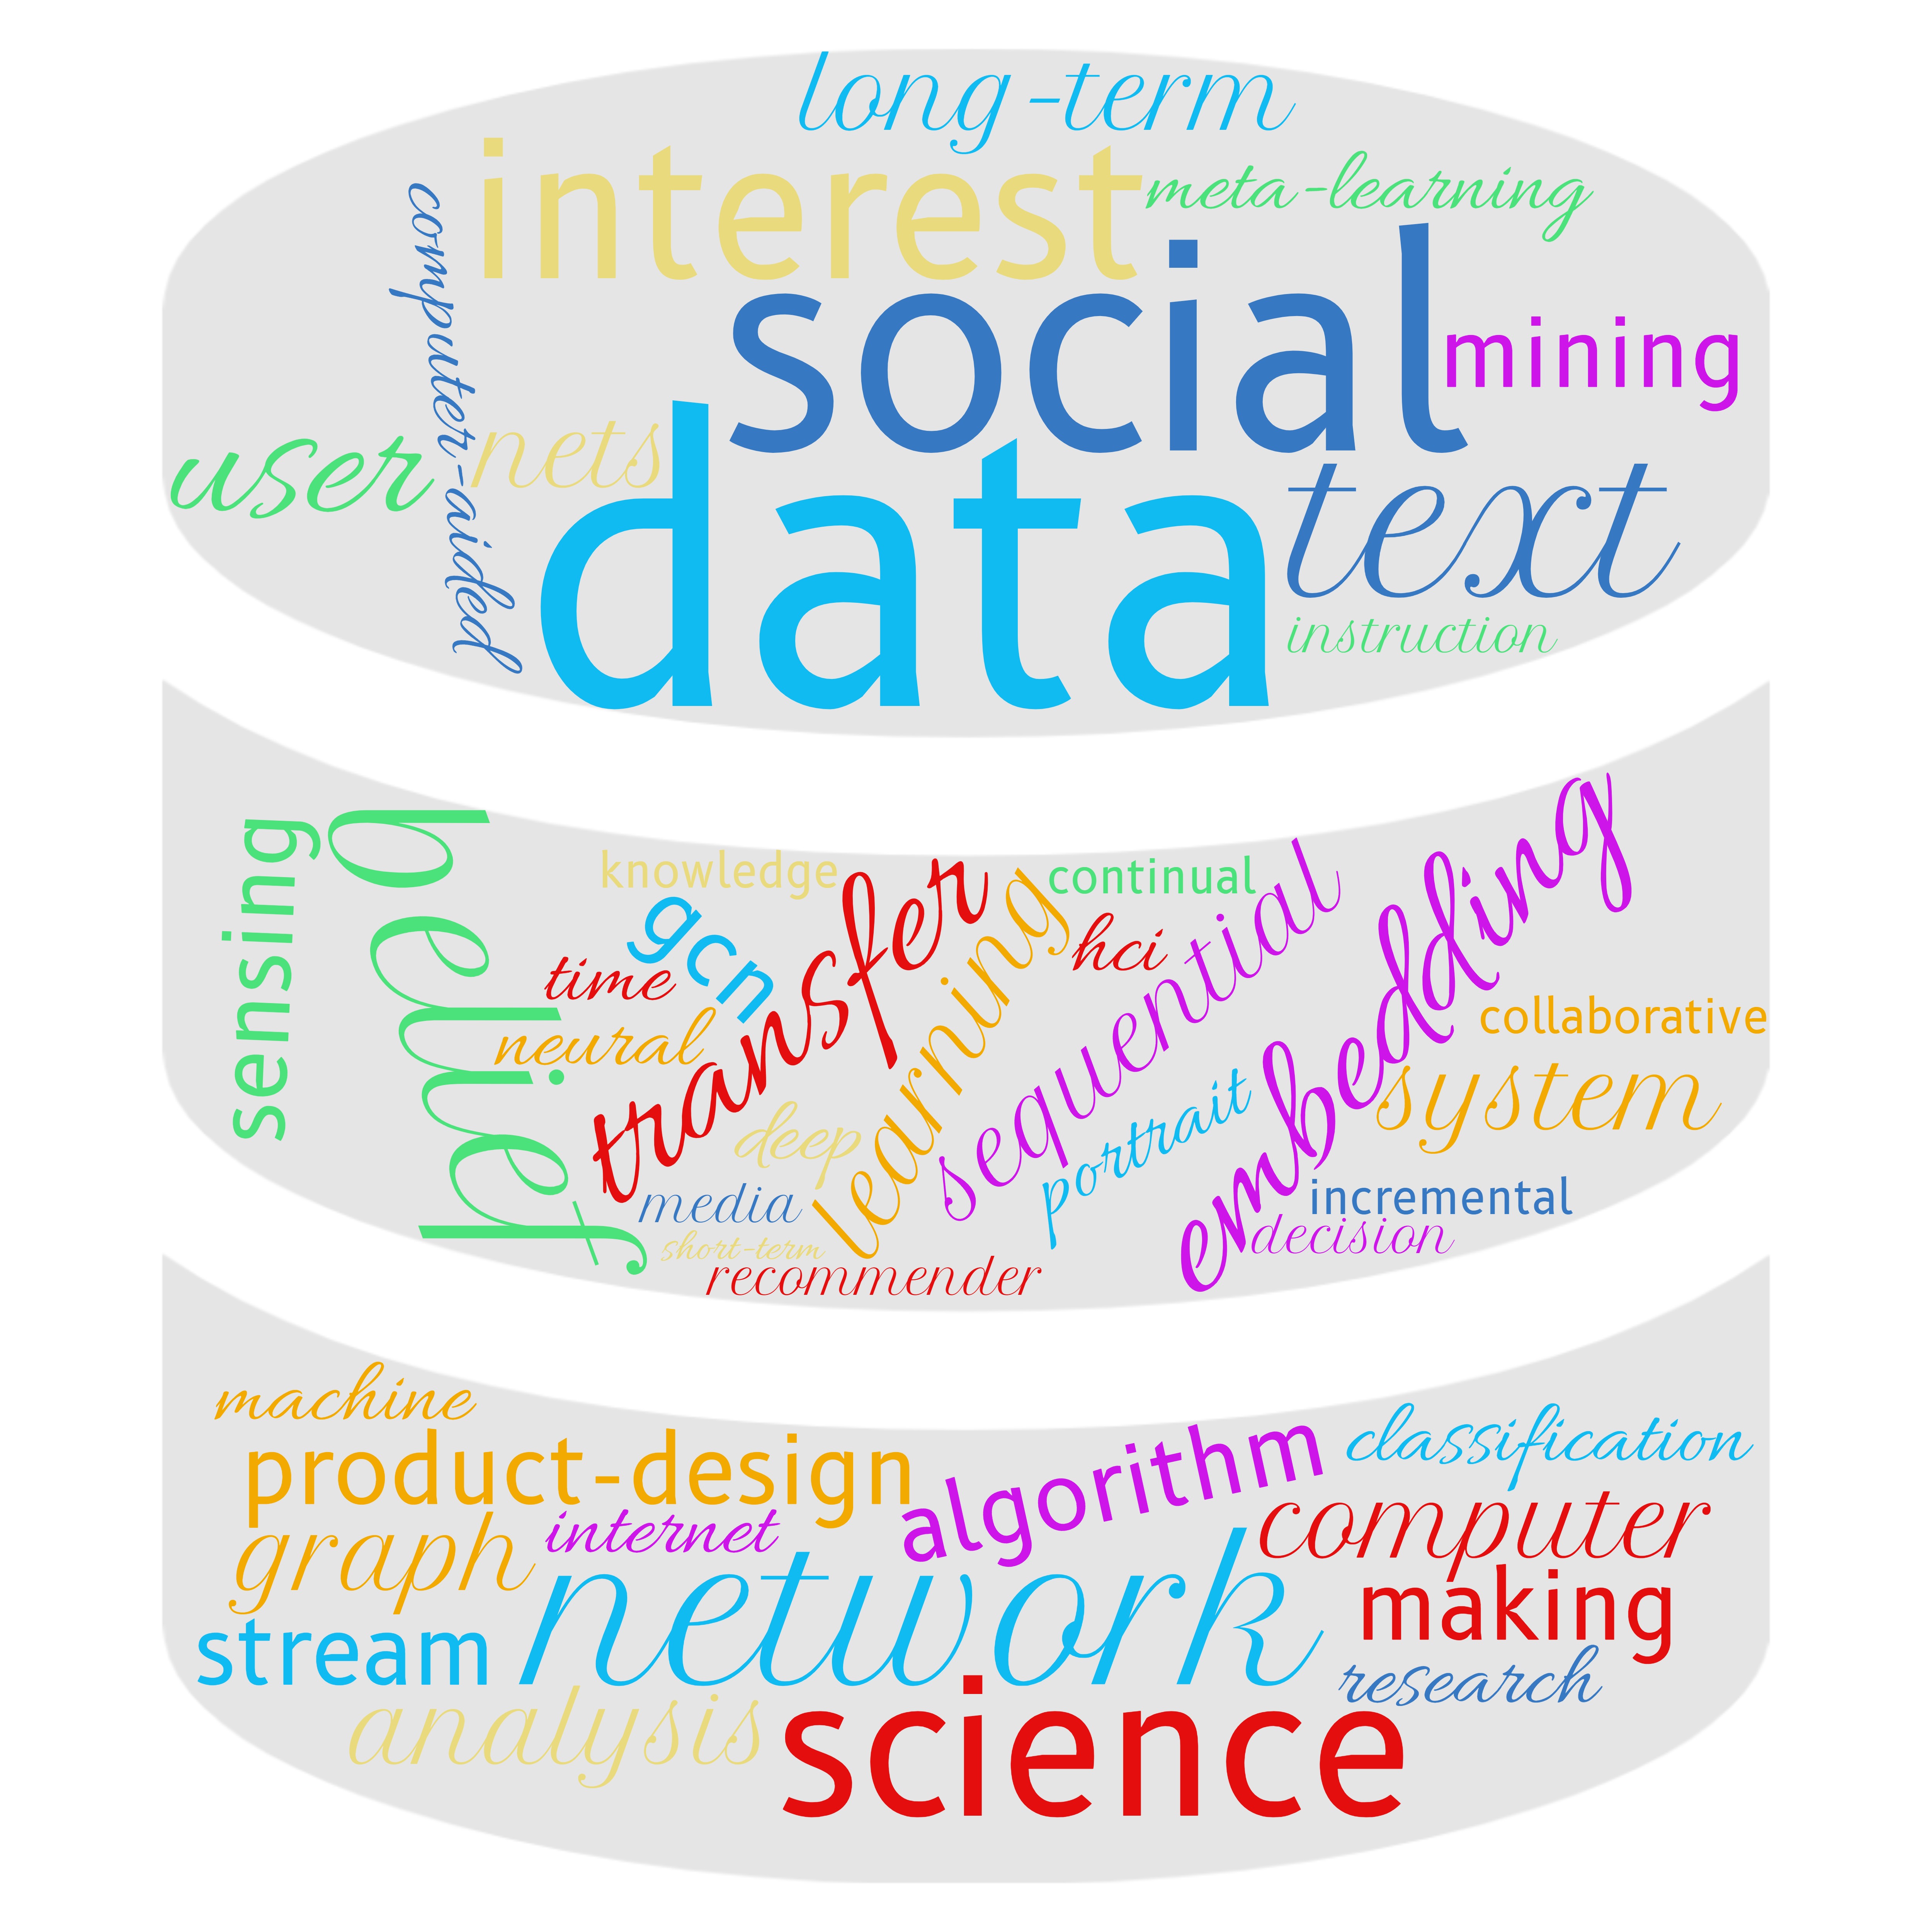 long-term
interest
meta-learning
computer-aided
social
mining
user
nets
data
text
instruction
sensing
knowledge
gcn
transfor
learning
continual
hci
sequential
embedding
time
neural
collaborative
system
deep
portrait
media
incremental
short-term
decision
recommender
machine
product-design
algorithm
classification
graph
internet
computer
network
making
stream
research
analysis
science